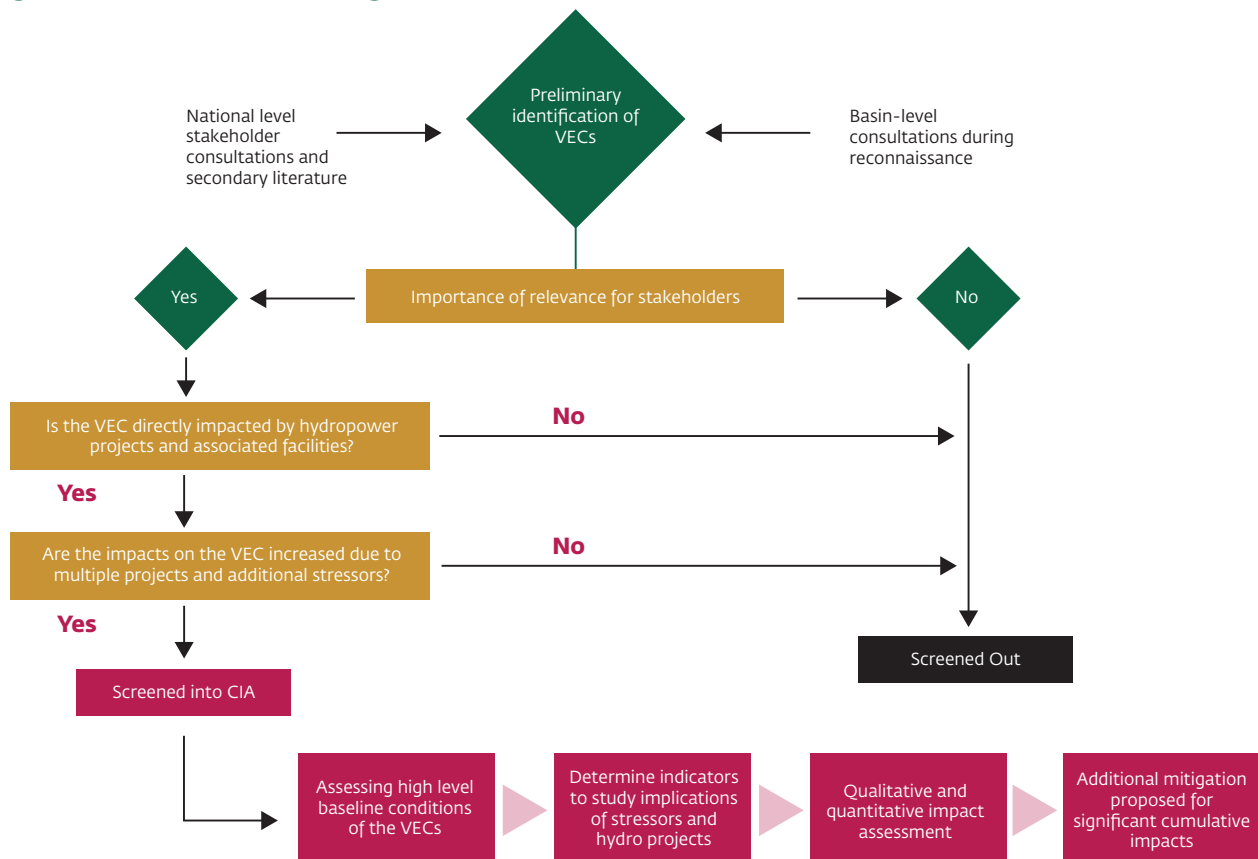 Preliminary
identification of
VECs
National level
stakeholder
consultations and
secondary literature
Basin-level
consultations during
reconnaissance
Yes
Importance of relevance for stakeholders
No
Is the VEC directly impacted by hydropower
projects and associated facilities?
No
Yes
Are the impacts on the VEC increased due to
multiple projects and additional stressors?
No
Yes
Screened Out
Screened into CIA
Assessing high level
baseline conditions
of the VECs
Determine indicators
to study implications
of stressors and
hydro projects
Qualitative and
quantitative impact
assessment
Additional mitigation
proposed for
significant cumulative
impacts